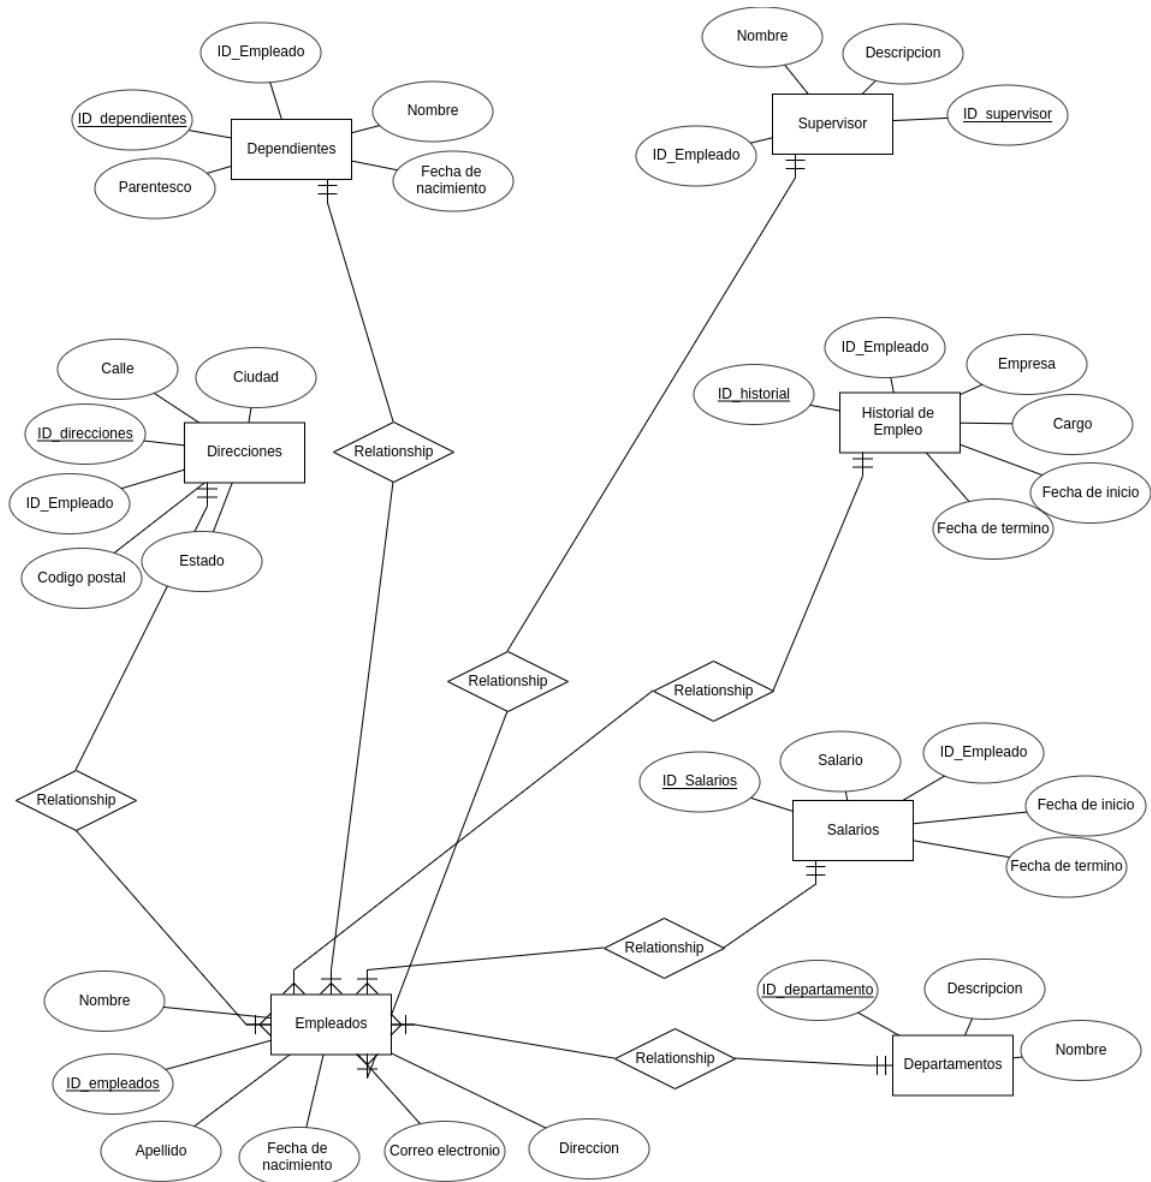 ID_Empleado
ID_dependientes
Nombre
Dependientes
Parentesco
Fecha de
nacimiento
Nombre
Descripcion
ID_supervisor
Supervisor
ID_Empleado
Relationship
Calle
Ciudad
ID_direcciones
Direcciones
ID_Empleado
Codigo postal
Estado
ID_Empleado
Empresa
ID_historial
Historial de
Empleo
Cargo
Fecha de inicio
Fecha de termino
Relationship
Relationship
Relationship
Salario
ID_Empleado
ID_Salarios
Salarios
Fecha de inicio
Fecha de termino
Relationship
Nombre
Empleados
ID_empleados
Apellido
Fecha de
nacimiento
Correo electronio
Direccion
Relationship
ID_departamento
Descripcion
Departamentos
Nombre